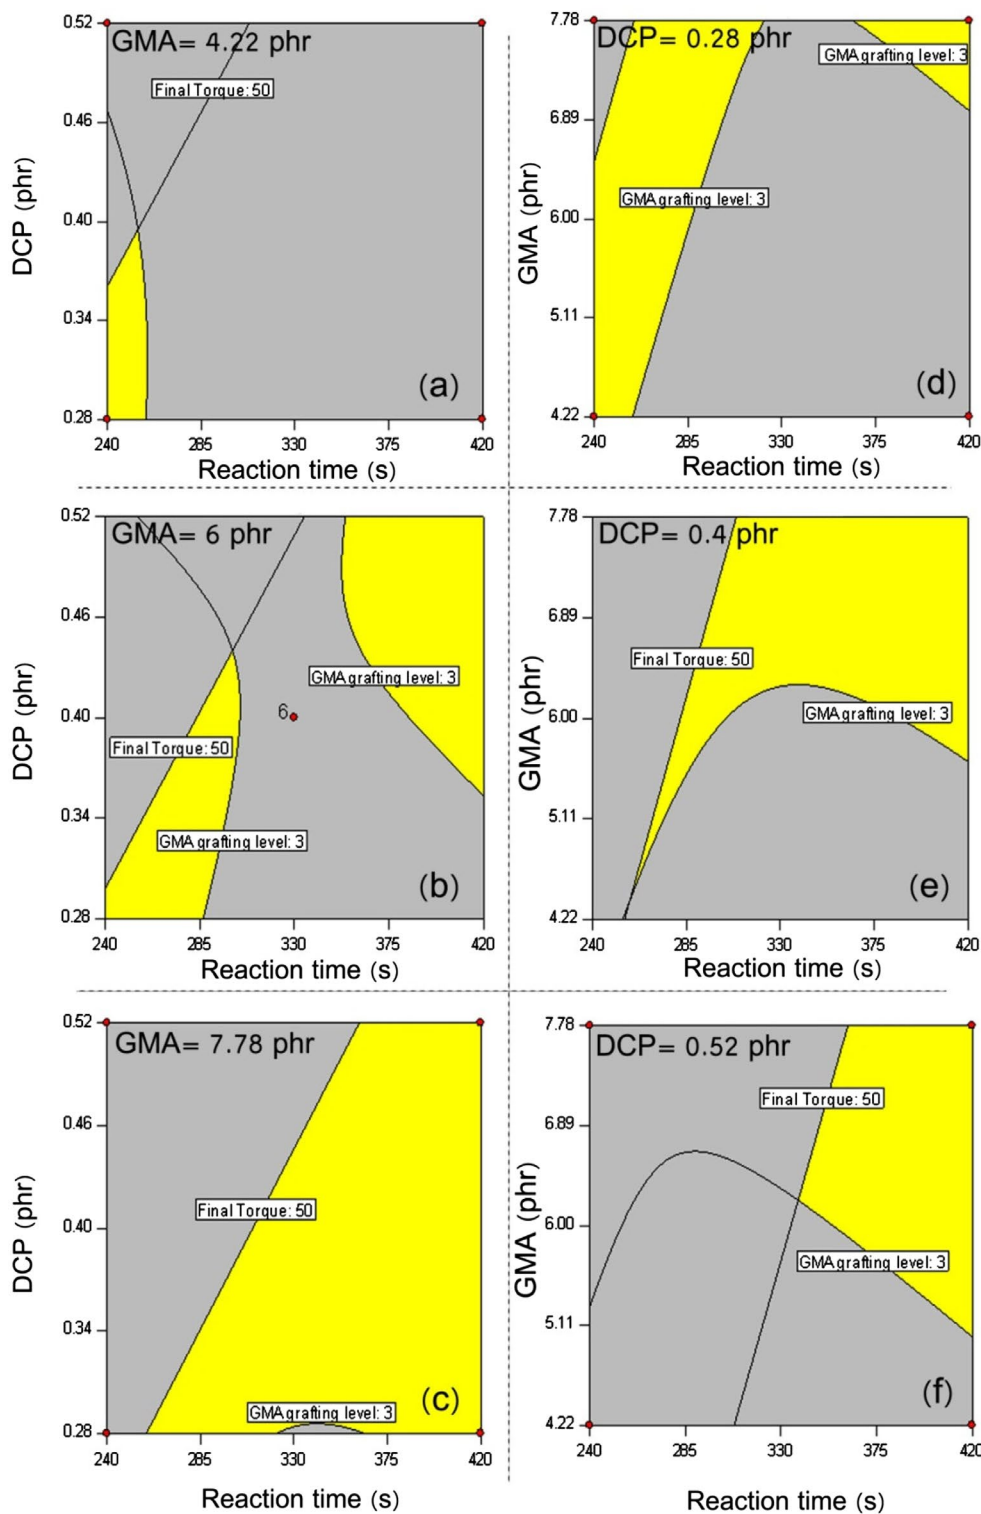 GMA= 4.22 phr
Final Torque: 50
0.52
0.46
0.40
0.34
0.28
DCP (phr)
(a)
240 285 330 375 420
Reaction time (s)
DCP= 0.28 phr
GMA grafting level: 3
GMA grafting level: 3
7.78
6.89
6.00
5.11
4.22
GMA (phr)
(d)
240 285 330 375 420
Reaction time (s)
GMA= 6 phr
GMA grafting level: 3
6
Final Torque: 50
GMA grafting level: 3
0.52
0.46
0.40
0.34
0.28
DCP (phr)
(b)
240 285 330 375 420
Reaction time (s)
DCP= 0.4 phr
Final Torque: 50
GMA grafting level: 3
7.78
6.89
6.00
5.11
4.22
GMA (phr)
(e)
240 285 330 375 420
Reaction time (s)
GMA= 7.78 phr
Final Torque: 50
GMA grafting level: 3
0.52
0.46
0.40
0.34
0.28
DCP (phr)
(c)
240 285 330 375 420
Reaction time (s)
DCP= 0.52 phr
Final Torque: 50
GMA grafting level: 3
7.78
6.89
6.00
5.11
4.22
GMA (phr)
(f)
240 285 330 375 420
Reaction time (s)